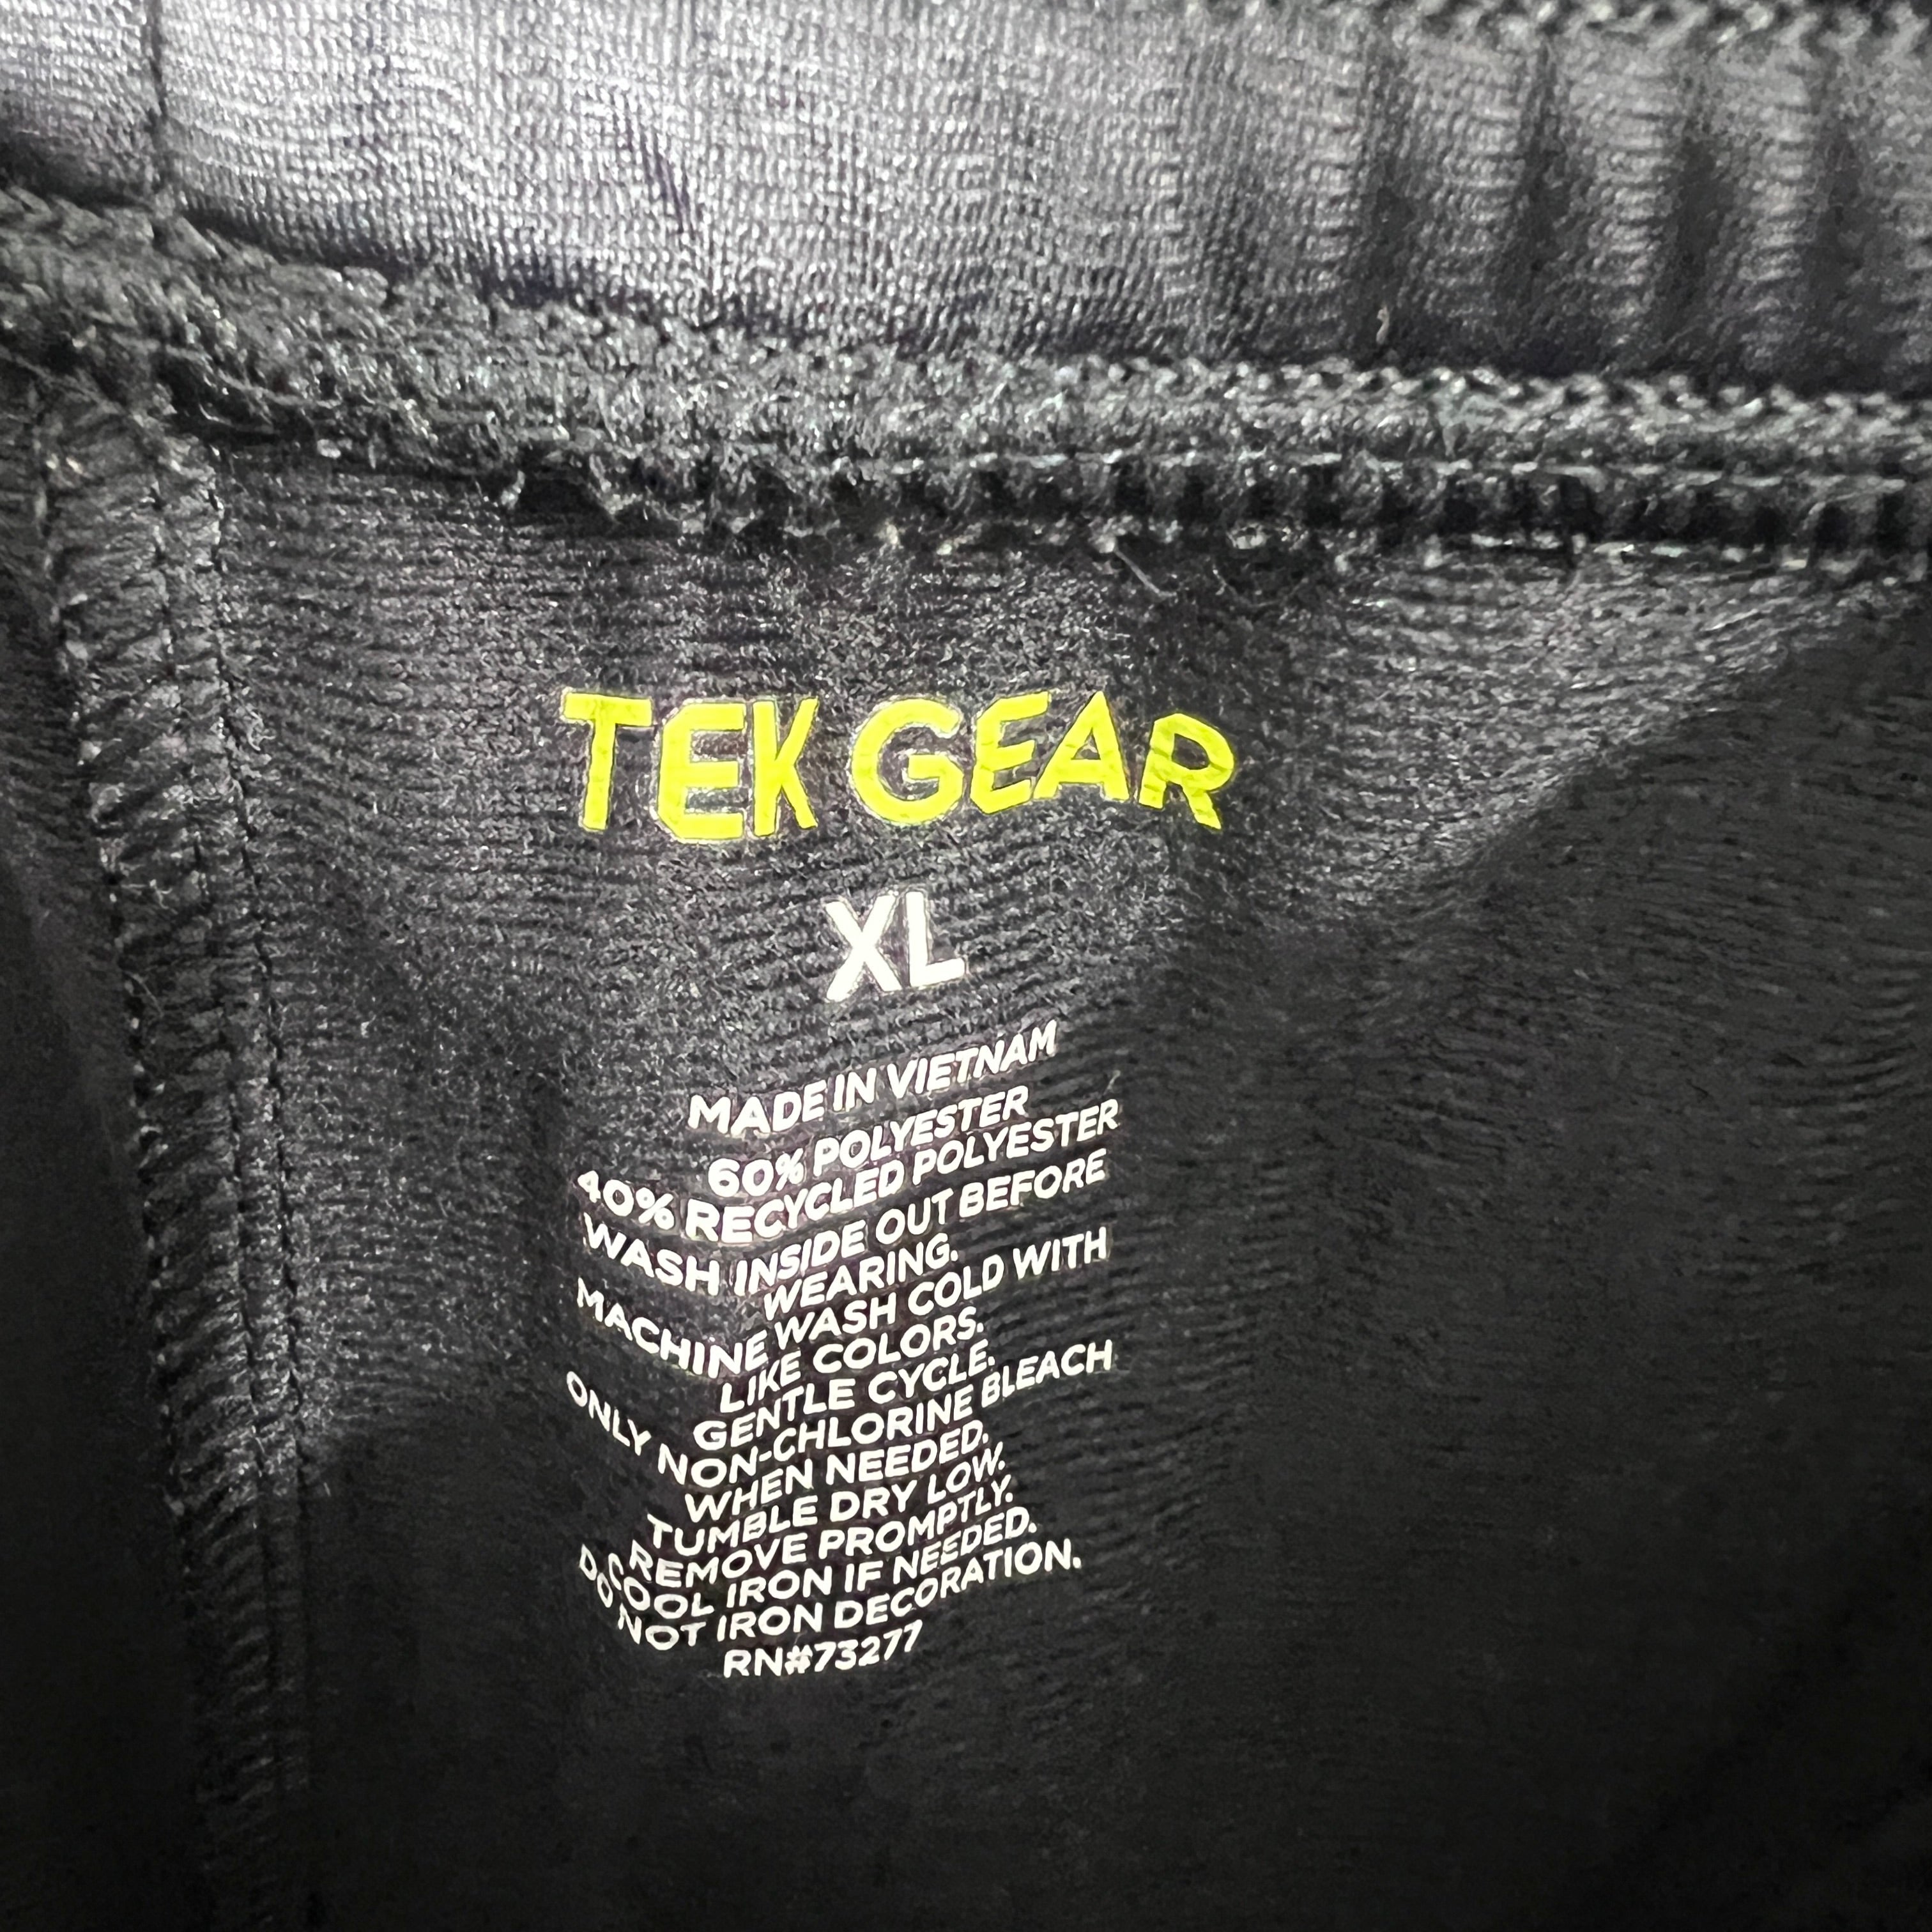 TEK GEAR
XL
MADE IN VIETNAM
60% POLYESTER
40% RECYCLED POLYESTER
WASH INSIDE OUT BEFORE
WEARING.
MACHINE WASH COLD WITH
LIKE COLORS.
GENTLE CYCLE.
ONLY NON-CHLORINE BLEACH
WHEN NEEDED.
TUMBLE DRY LOW.
REMOVE PROMPTLY.
COOL IRON IF NEEDED.
DO NOT IRON DECORATION.
RN#73277